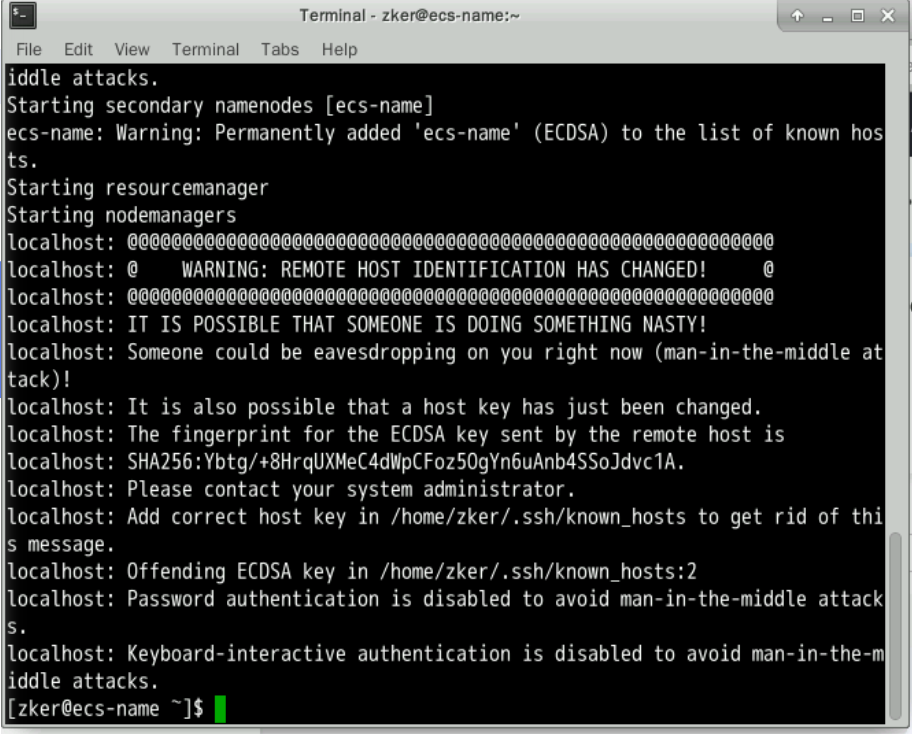 Terminal - zker@ecs-name:~
File Edit View Terminal Tabs Help
iddle attacks.
Starting secondary namenodes [ecs-name]
ecs-name: Warning: Permanently added 'ecs-name' (ECDSA) to the list of known hos
ts.
Starting resourcemanager
Starting nodemanagers
localhost: @@@@@@@@@@@@@@@@@@@@@@@@@@@@@@@@@@@@@@@@@@@@@@@@@@@@@@@@@@@
localhost: @    WARNING: REMOTE HOST IDENTIFICATION HAS CHANGED!     @
localhost: @@@@@@@@@@@@@@@@@@@@@@@@@@@@@@@@@@@@@@@@@@@@@@@@@@@@@@@@@@@
localhost: IT IS POSSIBLE THAT SOMEONE IS DOING SOMETHING NASTY!
localhost: Someone could be eavesdropping on you right now (man-in-the-middle at
tack)!
localhost: It is also possible that a host key has just been changed.
localhost: The fingerprint for the ECDSA key sent by the remote host is
localhost: SHA256:Ybtg/+8HrqUXMeC4dWpCFoz5OgYn6uAnb4SSoJdvc1A.
localhost: Please contact your system administrator.
localhost: Add correct host key in /home/zker/.ssh/known_hosts to get rid of thi
s message.
localhost: Offending ECDSA key in /home/zker/.ssh/known_hosts:2
localhost: Password authentication is disabled to avoid man-in-the-middle attack
s.
localhost: Keyboard-interactive authentication is disabled to avoid man-in-the-m
iddle attacks.
[zker@ecs-name ~]$